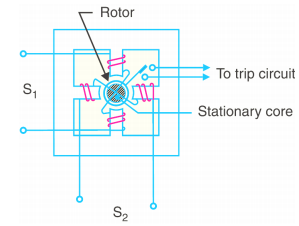 Rotor
To trip circuit
S1
Stationary core
S2